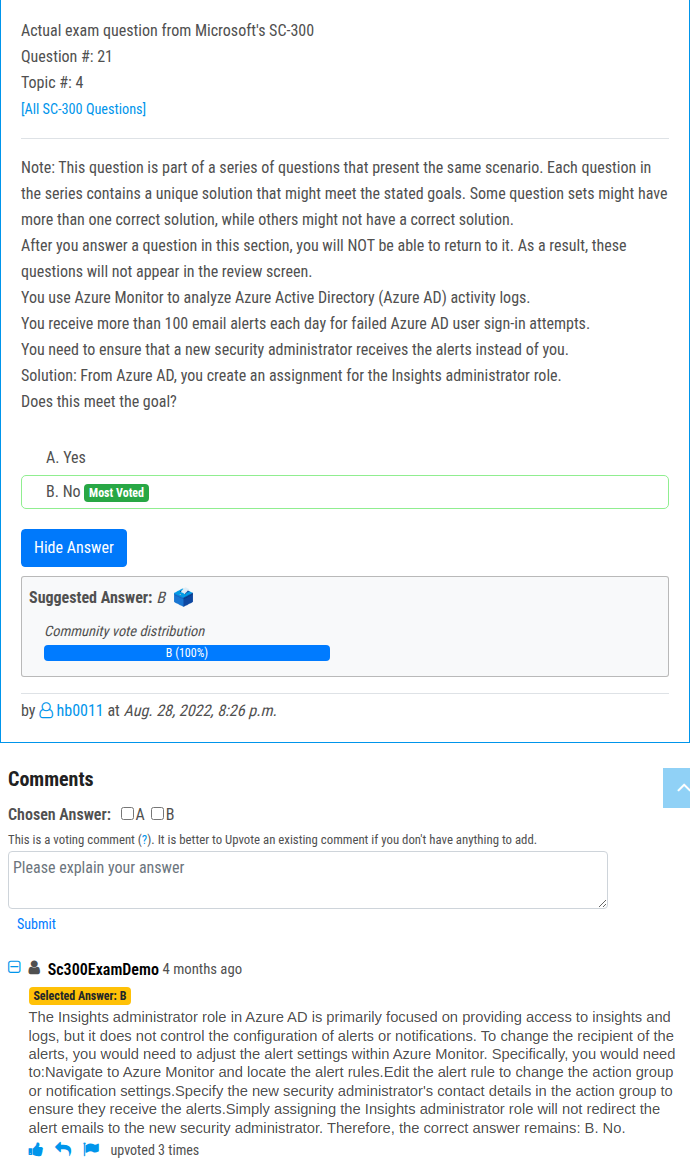 Actual exam question from Microsoft's SC-300
Question #: 21
Topic #: 4
[All SC-300 Questions]
Note: This question is part of a series of questions that present the same scenario. Each question in
the series contains a unique solution that might meet the stated goals. Some question sets might have
more than one correct solution, while others might not have a correct solution.
After you answer a question in this section, you will NOT be able to return to it. As a result, these
questions will not appear in the review screen.
You use Azure Monitor to analyze Azure Active Directory (Azure AD) activity logs.
You receive more than 100 email alerts each day for failed Azure AD user sign-in attempts.
You need to ensure that a new security administrator receives the alerts instead of you.
Solution: From Azure AD, you create an assignment for the Insights administrator role.
Does this meet the goal?
A. Yes
B. No Most Voted
Hide Answer
Suggested Answer: B
Community vote distribution
B (100%)
by hb0011 at Aug. 28, 2022, 8:26 p.m.
Comments
Chosen Answer: A B
This is a voting comment (?). It is better to Upvote an existing comment if you don't have anything to add.
Please explain your answer
Submit
Sc300ExamDemo 4 months ago
Selected Answer: B
The Insights administrator role in Azure AD is primarily focused on providing access to insights and
logs, but it does not control the configuration of alerts or notifications. To change the recipient of the
alerts, you would need to adjust the alert settings within Azure Monitor. Specifically, you would need
to:Navigate to Azure Monitor and locate the alert rules.Edit the alert rule to change the action group
or notification settings.Specify the new security administrator's contact details in the action group to
ensure they receive the alerts.Simply assigning the Insights administrator role will not redirect the
alert emails to the new security administrator. Therefore, the correct answer remains: B. No.
upvoted 3 times